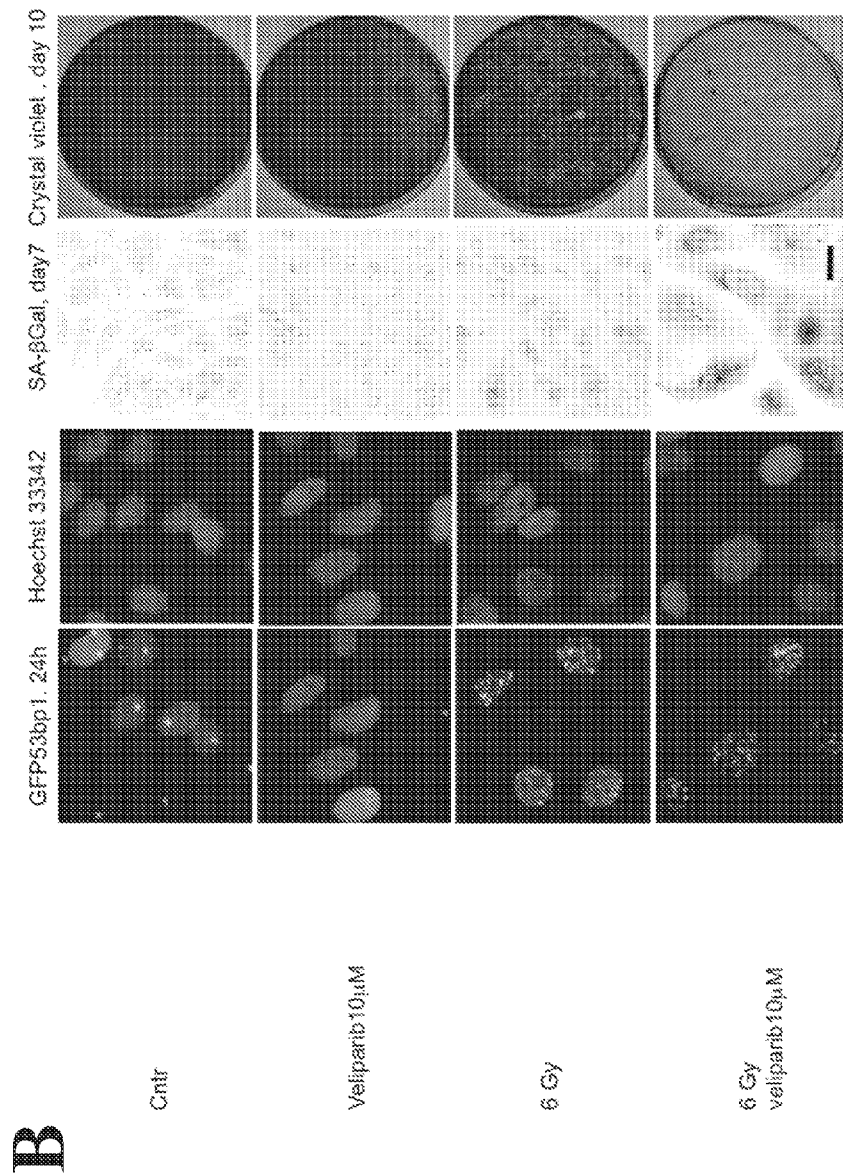 B
GFP53bp1. 24h
Hoechst 33342
SA-βGal, day7
Crystal violet , day 10
Cntr
Veliparib10μM
6 Gy
6 Gy
veliparib10μM